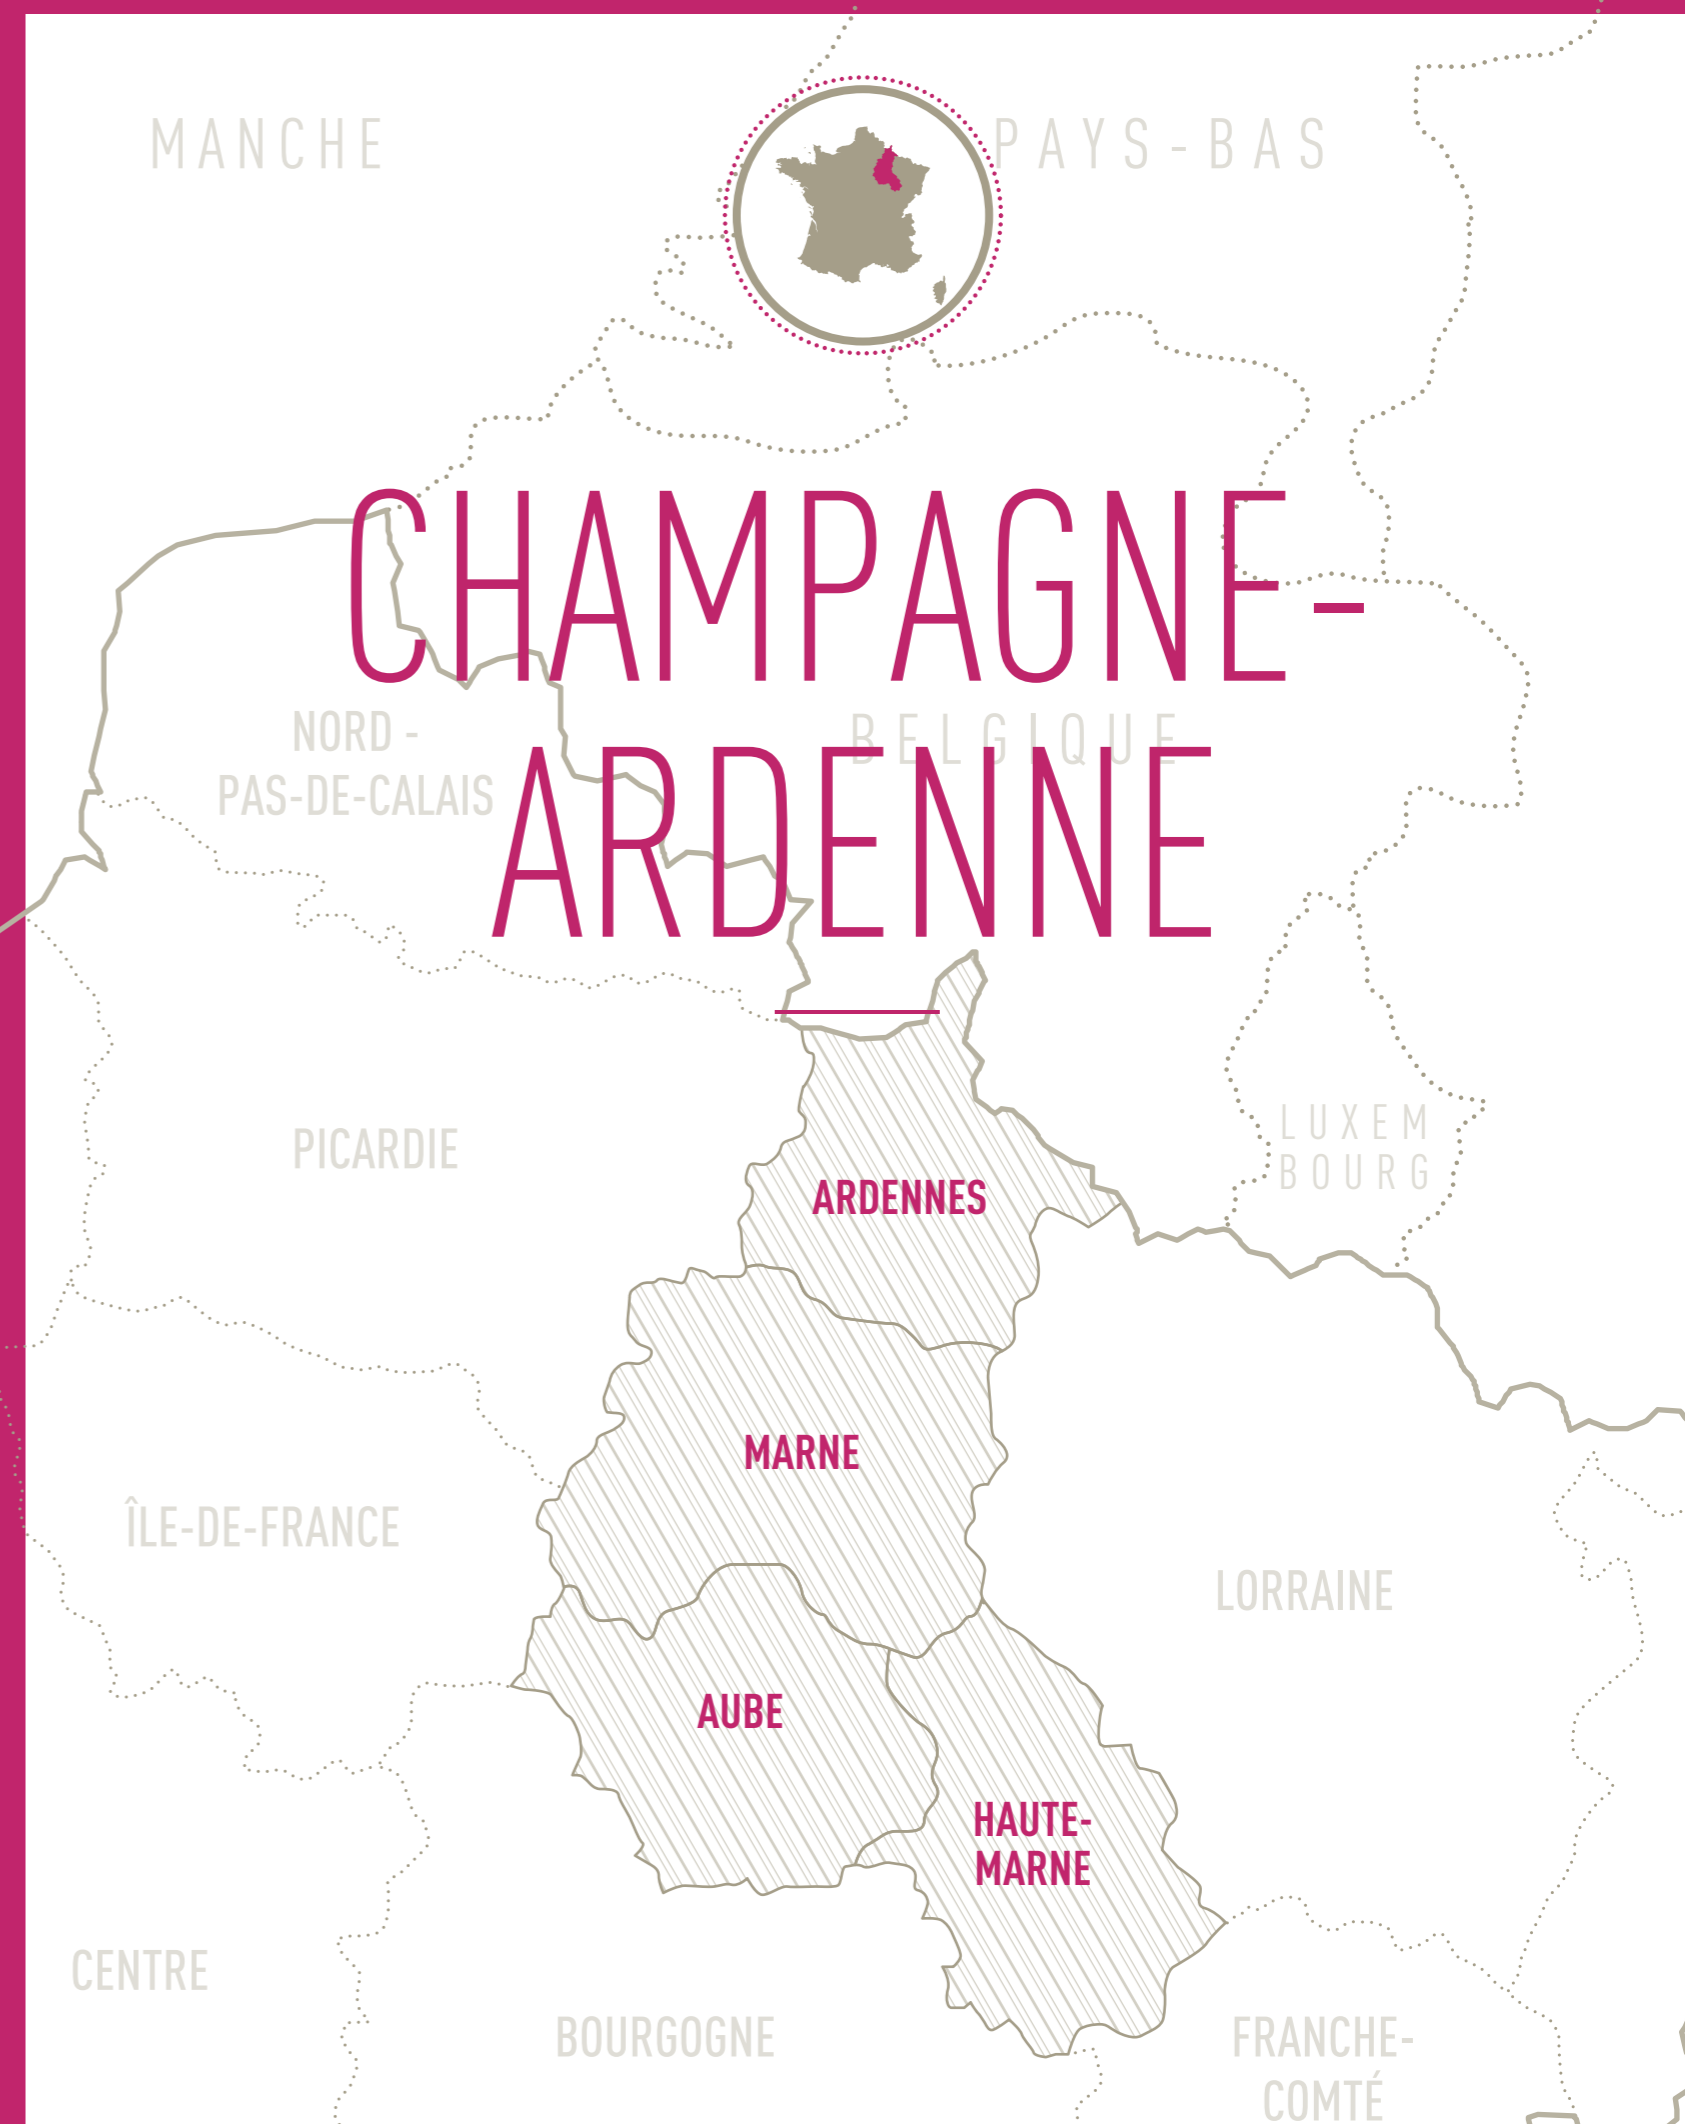 MANCHE
PAYS-BAS
CHAMPAGNE-
NORD -
PAS-DE-CALAIS
BELGIQUE
ARDENNE
PICARDIE
LUXEM
BOURG
ARDENNES
MARNE
ÎLE-DE-FRANCE
LORRAINE
AUBE
HAUTE-
MARNE
CENTRE
BOURGOGNE
FRANCHE-
COMTÉ